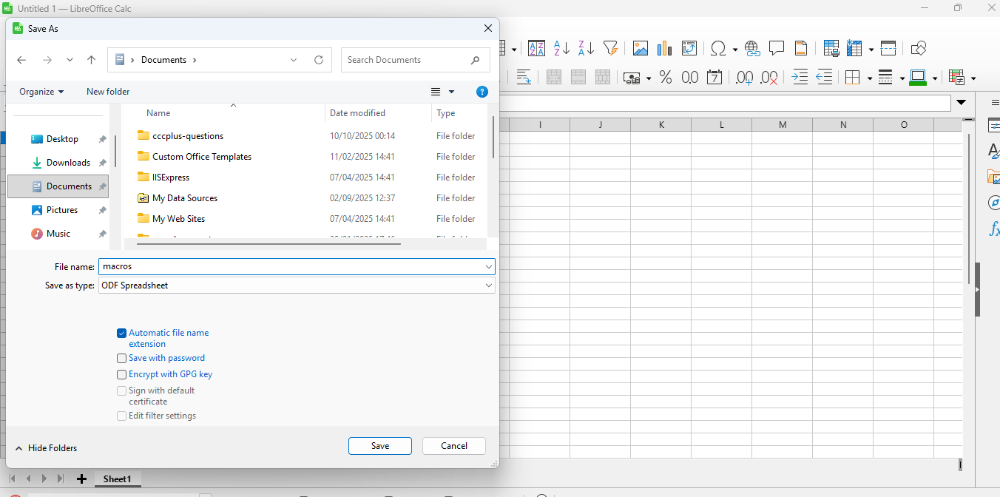 Untitled 1 — LibreOffice Calc
Save As
Documents
Search Documents
Organize
New folder
Name
Date modified
Type
Desktop
Downloads
Documents
Pictures
Music
cccplus-questions 10/10/2025 00:14 File folder
Custom Office Templates 11/02/2025 14:41 File folder
IISExpress 07/04/2025 14:41 File folder
My Data Sources 02/09/2025 12:37 File folder
My Web Sites 07/04/2025 14:41 File folder
File name: macros
Save as type: ODF Spreadsheet
Automatic file name
extension
Save with password
Encrypt with GPG key
Sign with default
certificate
Edit filter settings
Hide Folders
Save
Cancel
I J K L M N O
Sheet1